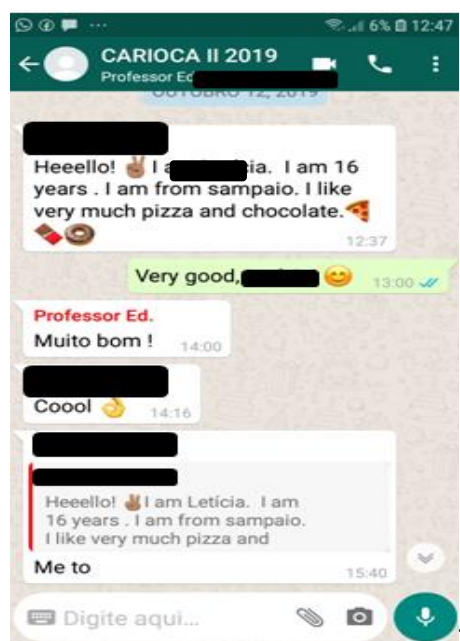 6% 12:47
CARIOCA II 2019
Professor Ed
OUTUBRO 12, 2019
Heeello! I a ia. I am 16
years . I am from sampaio. I like
very much pizza and chocolate.
12:37
Very good,
13:00
Professor Ed.
Muito bom !
14:00
Coool
14:16
Heeello! I am Letícia. I am
16 years . I am from sampaio.
I like very much pizza and
Me to
15:40
Digite aqui...